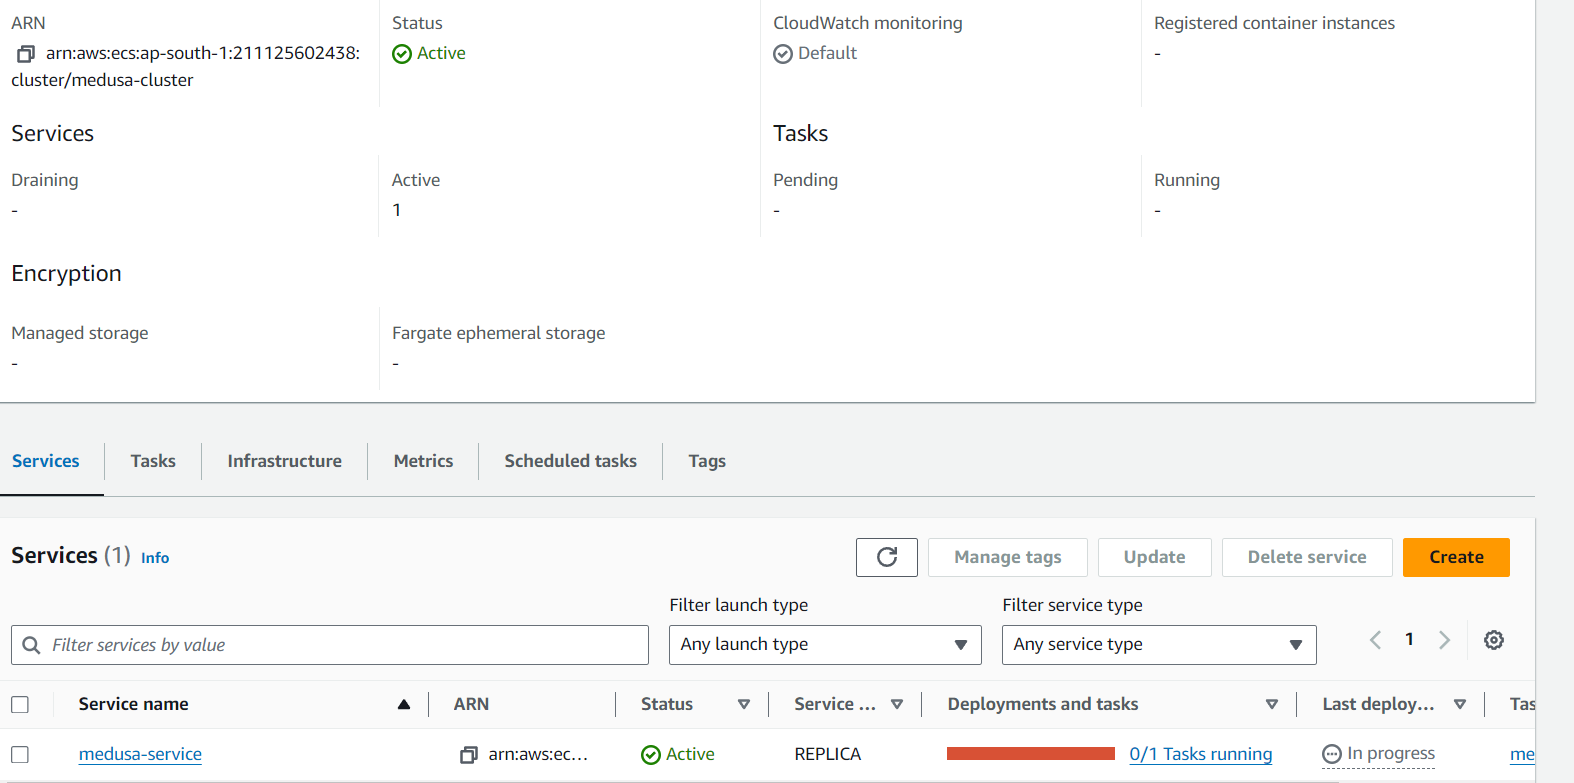 ARN
Status
CloudWatch monitoring
Registered container instances
arn:aws:ecs:ap-south-1:211125602438:
cluster/medusa-cluster
Active
Default
-
Services
Tasks
Draining
Active
Pending
Running
-
1
-
-
Encryption
Managed storage
Fargate ephemeral storage
-
-
Services
Tasks
Infrastructure
Metrics
Scheduled tasks
Tags
Services (1) Info
Manage tags
Update
Delete service
Create
Filter launch type
Filter service type
Filter services by value
Any launch type
Any service type
1
Service name
ARN
Status
Service ...
Deployments and tasks
Last deploy...
Tas
medusa-service
arn:aws:ec...
Active
REPLICA
0/1 Tasks running
In progress
me